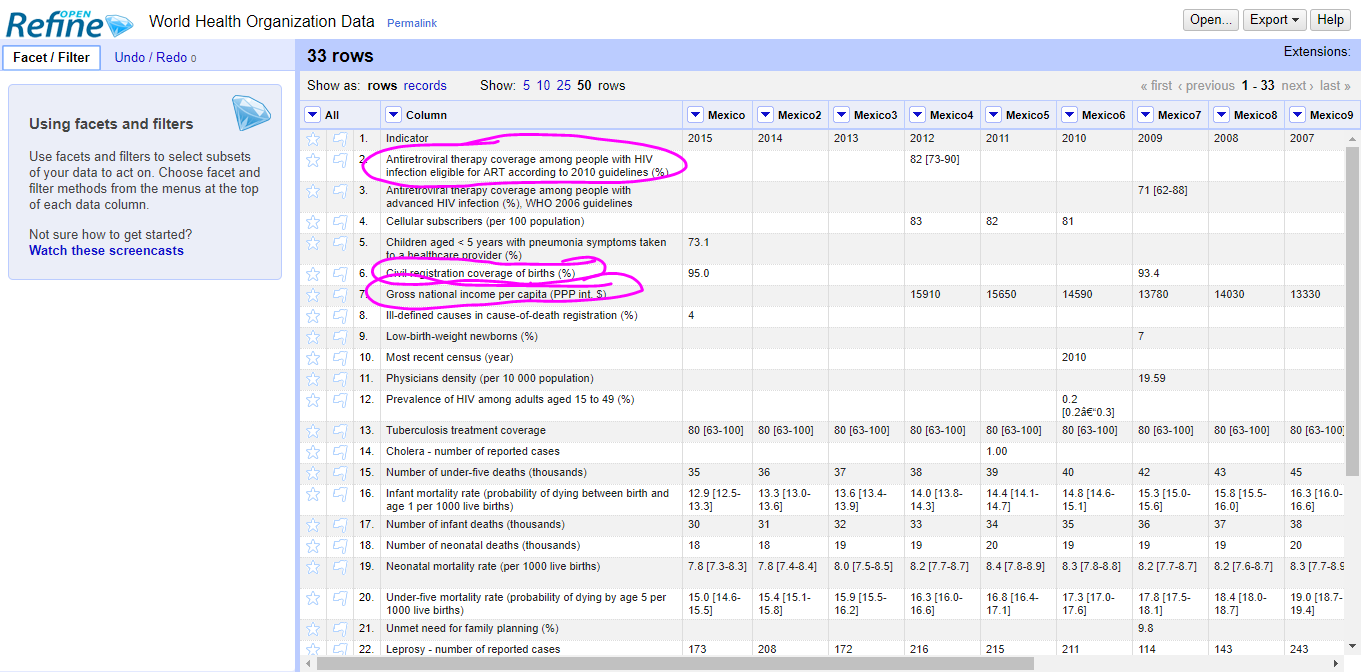 OPEN
Refine World Health Organization Data Permalink Open... Export Help
Facet / Filter Undo / Redo 0 33 rows Extensions:
Show as: rows records Show: 5 10 25 50 rows « first ‹ previous 1 - 33 next › last »
Using facets and filters
Use facets and filters to select subsets
of your data to act on. Choose facet and
filter methods from the menus at the top
of each data column.
Not sure how to get started?
Watch these screencasts
All Column Mexico Mexico2 Mexico3 Mexico4 Mexico5 Mexico6 Mexico7 Mexico8 Mexico9
1. Indicator 2015 2014 2013 2012 2011 2010 2009 2008 2007
2. Antiretroviral therapy coverage among people with HIV 82 [73-90]
infection eligible for ART according to 2010 guidelines (%)
3. Antiretroviral therapy coverage among people with 71 [62-88]
advanced HIV infection (%), WHO 2006 guidelines
4. Cellular subscribers (per 100 population) 83 82 81
5. Children aged < 5 years with pneumonia symptoms taken 73.1
to a healthcare provider (%)
6. Civil registration coverage of births (%) 95.0 93.4
7. Gross national income per capita (PPP int. $) 15910 15650 14590 13780 14030 13330
8. Ill-defined causes in cause-of-death registration (%) 4
9. Low-birth-weight newborns (%) 7
10. Most recent census (year) 2010
11. Physicians density (per 10 000 population) 19.59
12. Prevalence of HIV among adults aged 15 to 49 (%) 0.2
[0.2â€“0.3]
13. Tuberculosis treatment coverage 80 [63-100] 80 [63-100] 80 [63-100] 80 [63-100] 80 [63-100] 80 [63-100] 80 [63-100] 80 [63-100] 80 [63-100]
14. Cholera - number of reported cases 1.00
15. Number of under-five deaths (thousands) 35 36 37 38 39 40 42 43 45
16. Infant mortality rate (probability of dying between birth and 12.9 [12.5- 13.3 [13.0- 13.6 [13.4- 14.0 [13.8- 14.4 [14.1- 14.8 [14.6- 15.3 [15.0- 15.8 [15.5- 16.3 [16.0-
age 1 per 1000 live births) 13.3] 13.6] 13.9] 14.3] 14.7] 15.1] 15.6] 16.0] 16.6]
17. Number of infant deaths (thousands) 30 31 32 33 34 35 36 37 38
18. Number of neonatal deaths (thousands) 18 18 19 19 20 19 19 19 20
19. Neonatal mortality rate (per 1000 live births) 7.8 [7.3-8.3] 7.8 [7.4-8.4] 8.0 [7.5-8.5] 8.2 [7.7-8.7] 8.4 [7.8-8.9] 8.3 [7.8-8.8] 8.2 [7.7-8.7] 8.2 [7.6-8.7] 8.3 [7.7-8.9
20. Under-five mortality rate (probability of dying by age 5 per 15.0 [14.6- 15.4 [15.1- 15.9 [15.5- 16.3 [16.0- 16.8 [16.4- 17.3 [17.0- 17.8 [17.5- 18.4 [18.0- 19.0 [18.7-
1000 live births) 15.5] 15.8] 16.2] 16.6] 17.1] 17.6] 18.1] 18.7] 19.4]
21. Unmet need for family planning (%) 9.8
22. Leprosy - number of reported cases 173 208 172 216 215 211 114 143 243